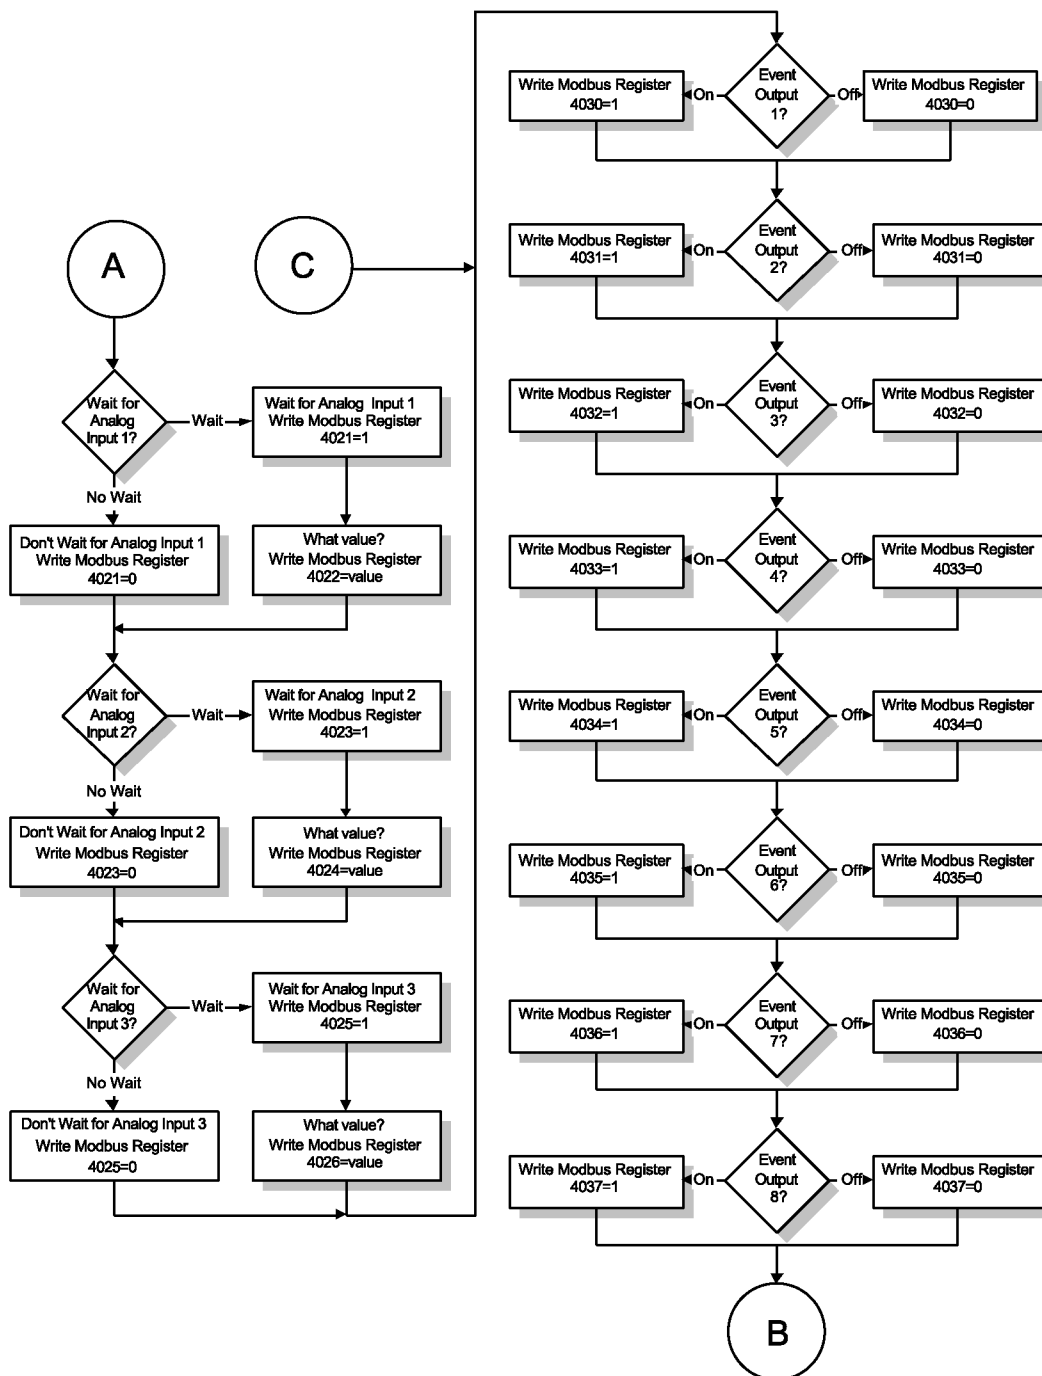 A
C
Wait for
Analog
Input 1?
Wait
Wait for Analog Input 1
Write Modbus Register
4021=1
No Wait
Don't Wait for Analog Input 1
Write Modbus Register
4021=0
What value?
Write Modbus Register
4022=value
Wait for
Analog
Input 2?
Wait
Wait for Analog Input 2
Write Modbus Register
4023=1
No Wait
Don't Wait for Analog Input 2
Write Modbus Register
4023=0
What value?
Write Modbus Register
4024=value
Wait for
Analog
Input 3?
Wait
Wait for Analog Input 3
Write Modbus Register
4025=1
No Wait
Don't Wait for Analog Input 3
Write Modbus Register
4025=0
What value?
Write Modbus Register
4026=value
Write Modbus Register
4030=1
On
Event
Output
1?
Off
Write Modbus Register
4030=0
Write Modbus Register
4031=1
On
Event
Output
2?
Off
Write Modbus Register
4031=0
Write Modbus Register
4032=1
On
Event
Output
3?
Off
Write Modbus Register
4032=0
Write Modbus Register
4033=1
On
Event
Output
4?
Off
Write Modbus Register
4033=0
Write Modbus Register
4034=1
On
Event
Output
5?
Off
Write Modbus Register
4034=0
Write Modbus Register
4035=1
On
Event
Output
6?
Off
Write Modbus Register
4035=0
Write Modbus Register
4036=1
On
Event
Output
7?
Off
Write Modbus Register
4036=0
Write Modbus Register
4037=1
On
Event
Output
8?
Off
Write Modbus Register
4037=0
B